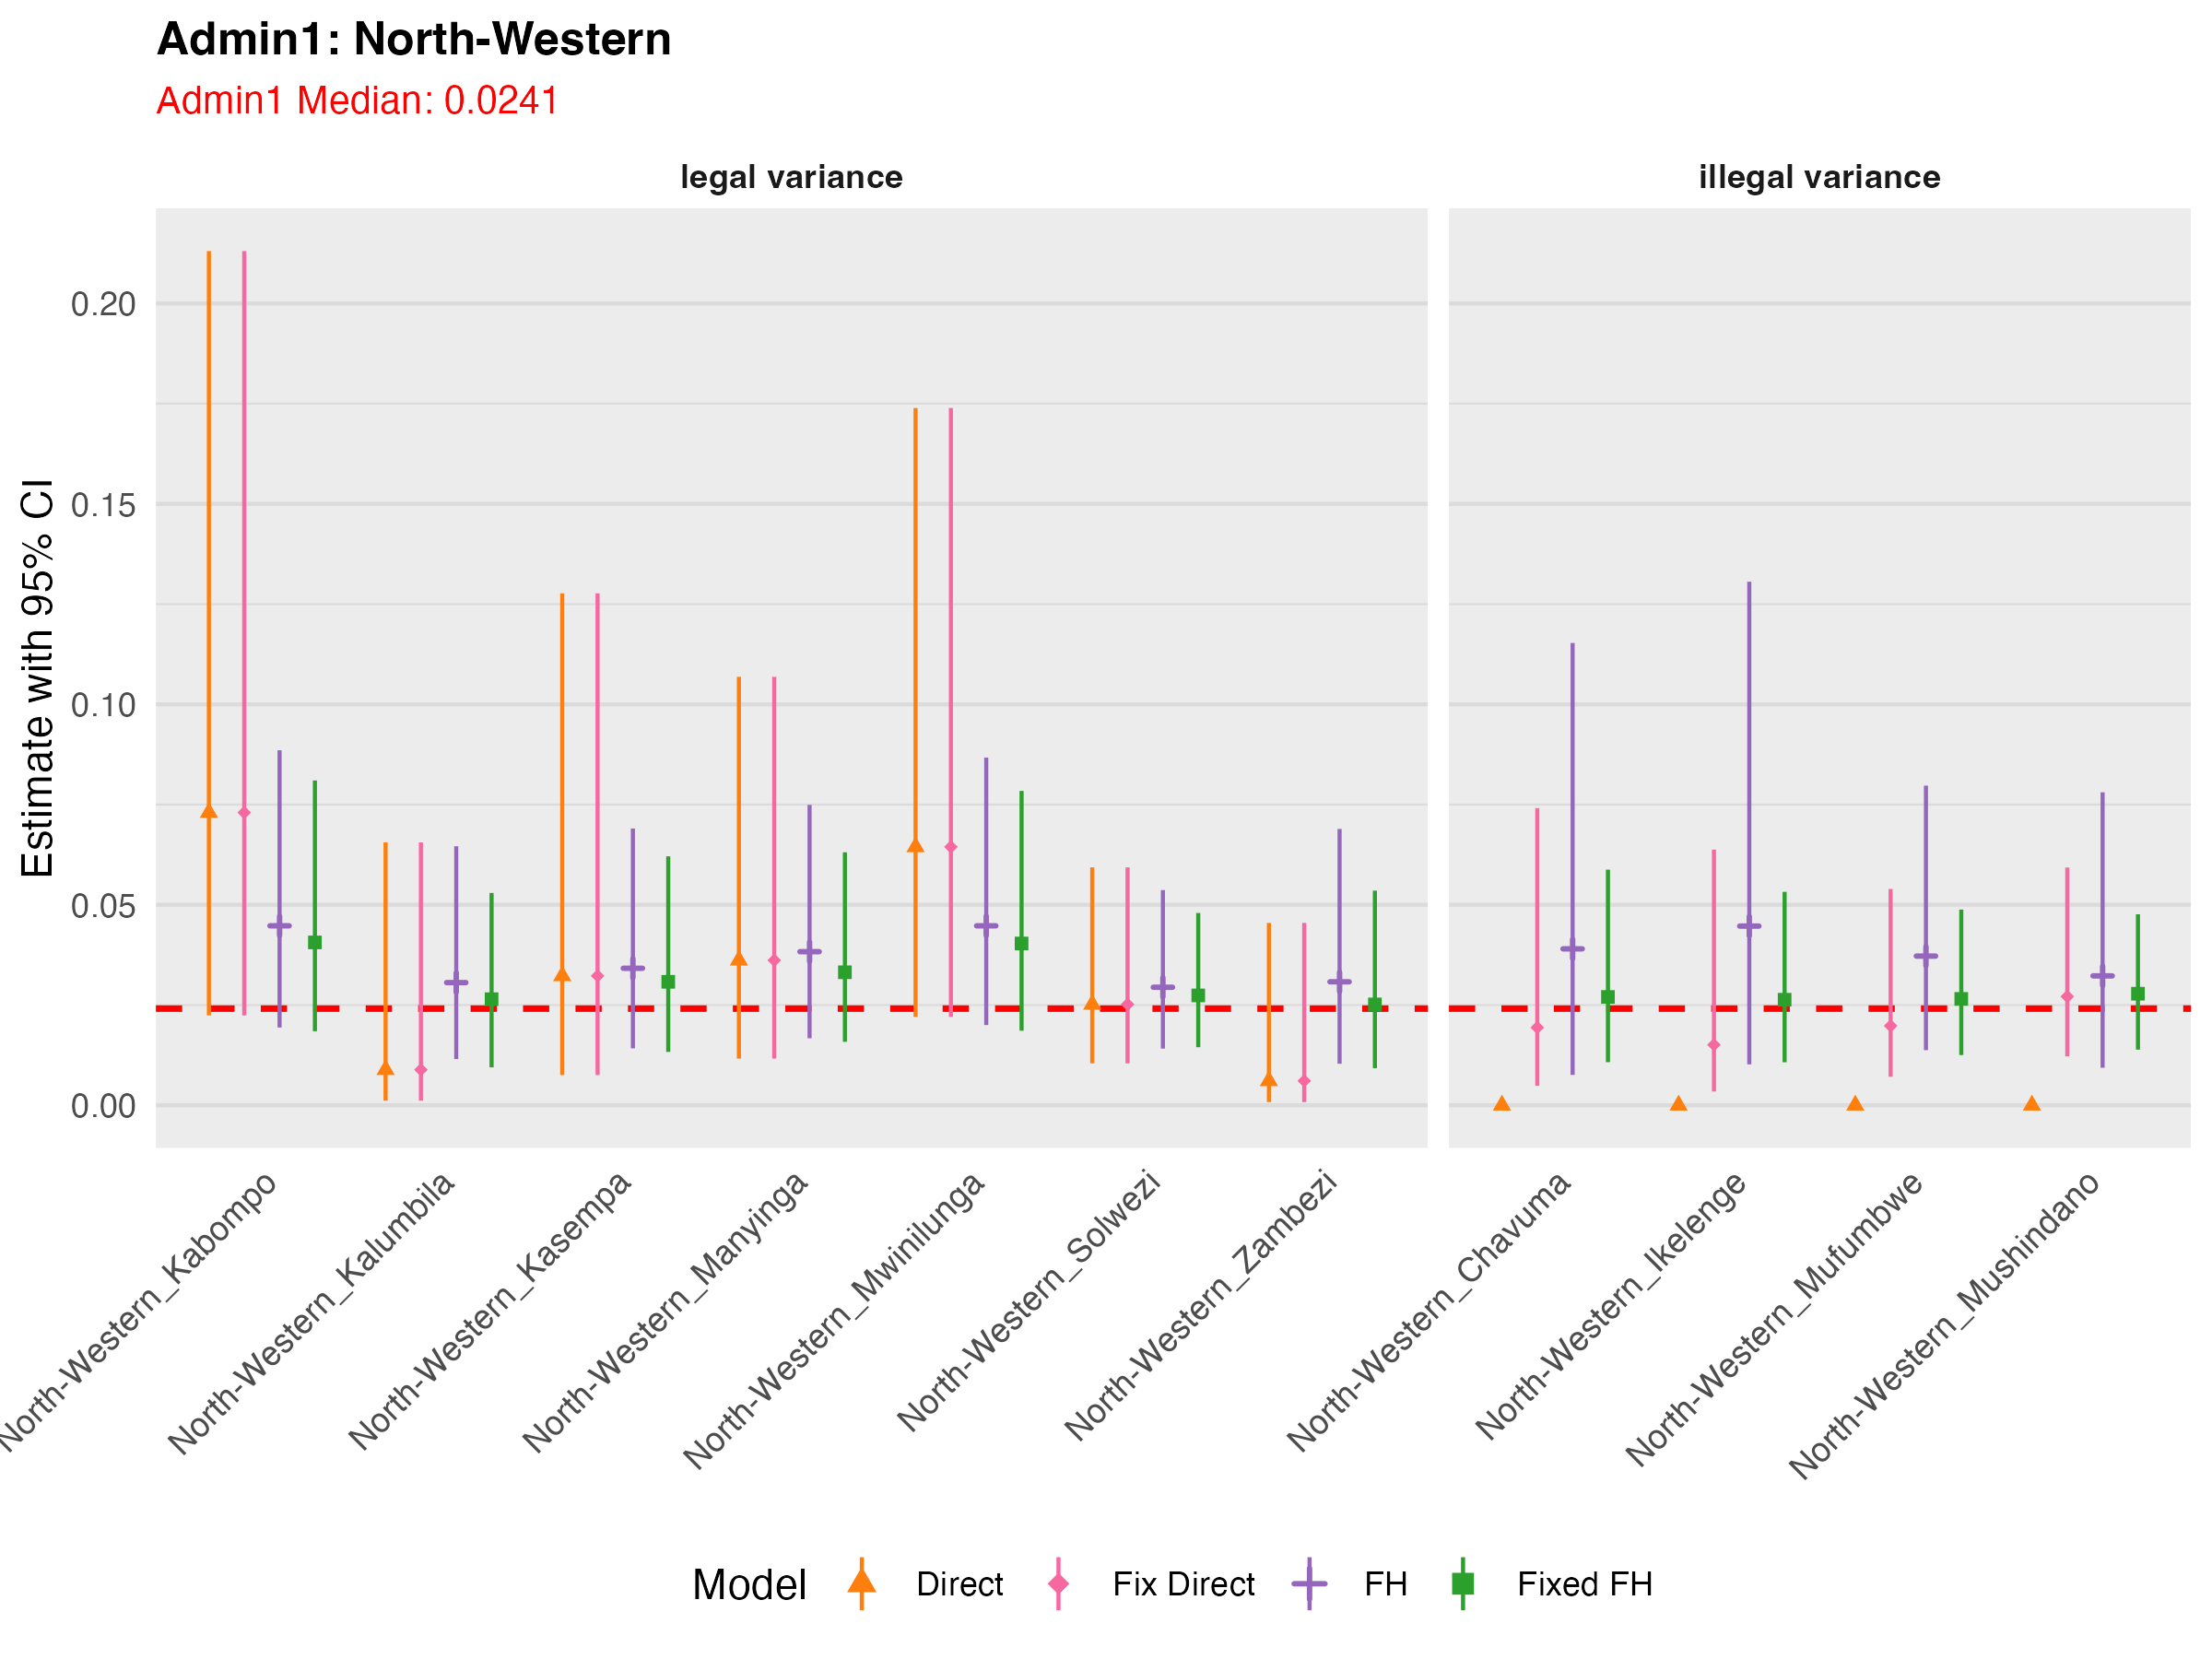 Admin1: North-Western
Admin1 Median: 0.0241
legal variance
illegal variance
Estimate with 95% CI
0.20
0.15
0.10
0.05
0.00
North-Western_Kabompo
North-Western_Kalumbila
North-Western_Kasempa
North-Western_Manyinga
North-Western_Mwinilunga
North-Western_Solwezi
North-Western_Zambezi
North-Western_Chavuma
North-Western_Ikelenge
North-Western_Mufumbwe
North-Western_Mushindano
Model Direct Fix Direct FH Fixed FH